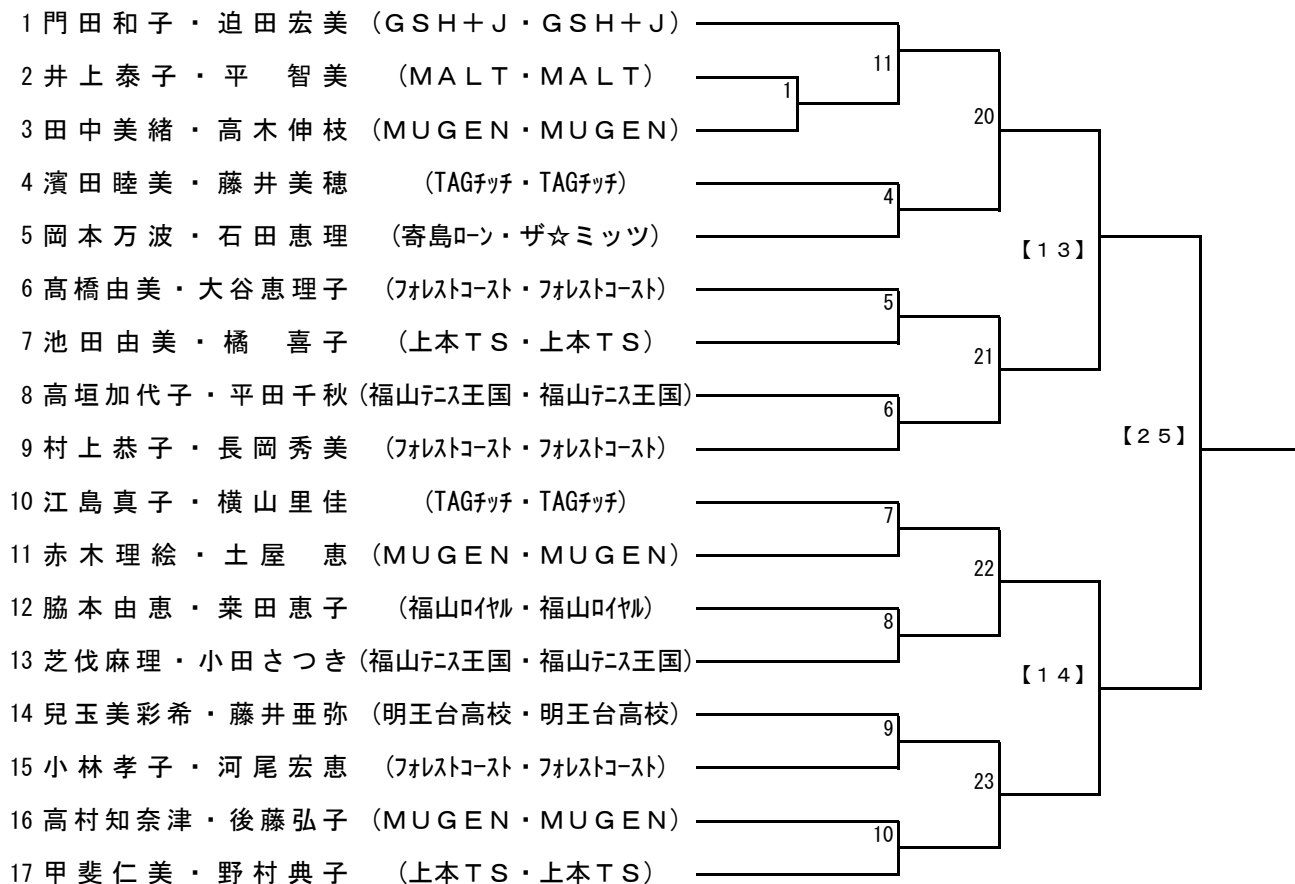 1 門田和子・迫田宏美 (ＧＳＨ＋Ｊ・ＧＳＨ＋Ｊ)
11
2 井上泰子・平　智美 (ＭＡＬＴ・ＭＡＬＴ)
1
20
3 田中美緒・高木伸枝 (ＭＵＧＥＮ・ＭＵＧＥＮ)
4 濱田睦美・藤井美穂 (TAGﾁｯﾁ・TAGﾁｯﾁ)
4
5 岡本万波・石田恵理 (寄島ﾛｰﾝ・ザ☆ミッツ)
【１３】
6 髙橋由美・大谷恵理子 (ﾌｫﾚｽﾄｺｰｽﾄ・ﾌｫﾚｽﾄｺｰｽﾄ)
5
7 池田由美・橘　喜子 (上本ＴＳ・上本ＴＳ)
21
8 高垣加代子・平田千秋 (福山ﾃﾆｽ王国・福山ﾃﾆｽ王国)
6
【２５】
9 村上恭子・長岡秀美 (ﾌｫﾚｽﾄｺｰｽﾄ・ﾌｫﾚｽﾄｺｰｽﾄ)
10 江島真子・横山里佳 (TAGﾁｯﾁ・TAGﾁｯﾁ)
7
11 赤木理絵・土屋　恵 (ＭＵＧＥＮ・ＭＵＧＥＮ)
22
12 脇本由恵・桒田恵子 (福山ﾛｲﾔﾙ・福山ﾛｲﾔﾙ)
8
13 芝伐麻理・小田さつき (福山ﾃﾆｽ王国・福山ﾃﾆｽ王国)
【１４】
14 兒玉美彩希・藤井亜弥 (明王台高校・明王台高校)
9
15 小林孝子・河尾宏恵 (ﾌｫﾚｽﾄｺｰｽﾄ・ﾌｫﾚｽﾄｺｰｽﾄ)
23
16 高村知奈津・後藤弘子 (ＭＵＧＥＮ・ＭＵＧＥＮ)
10
17 甲斐仁美・野村典子 (上本ＴＳ・上本ＴＳ)